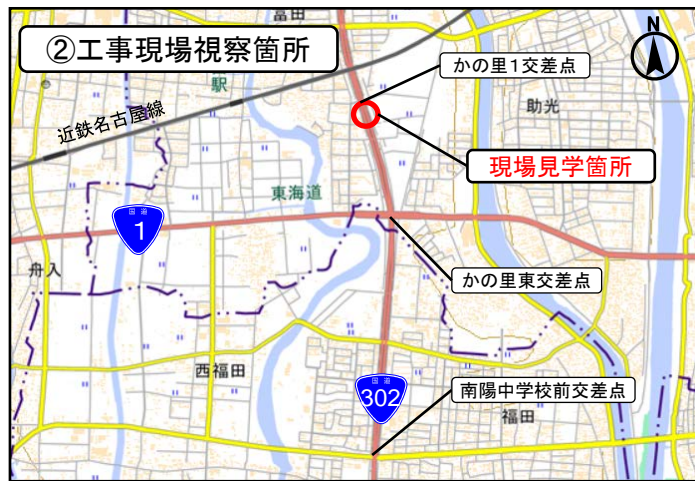 富田
②工事現場視察箇所
N
かの里1交差点
駅
助光
近鉄名古屋線
現場見学箇所
東海道
国道
1
舟入
かの里東交差点
西福田
国道
302
南陽中学校前交差点
福田